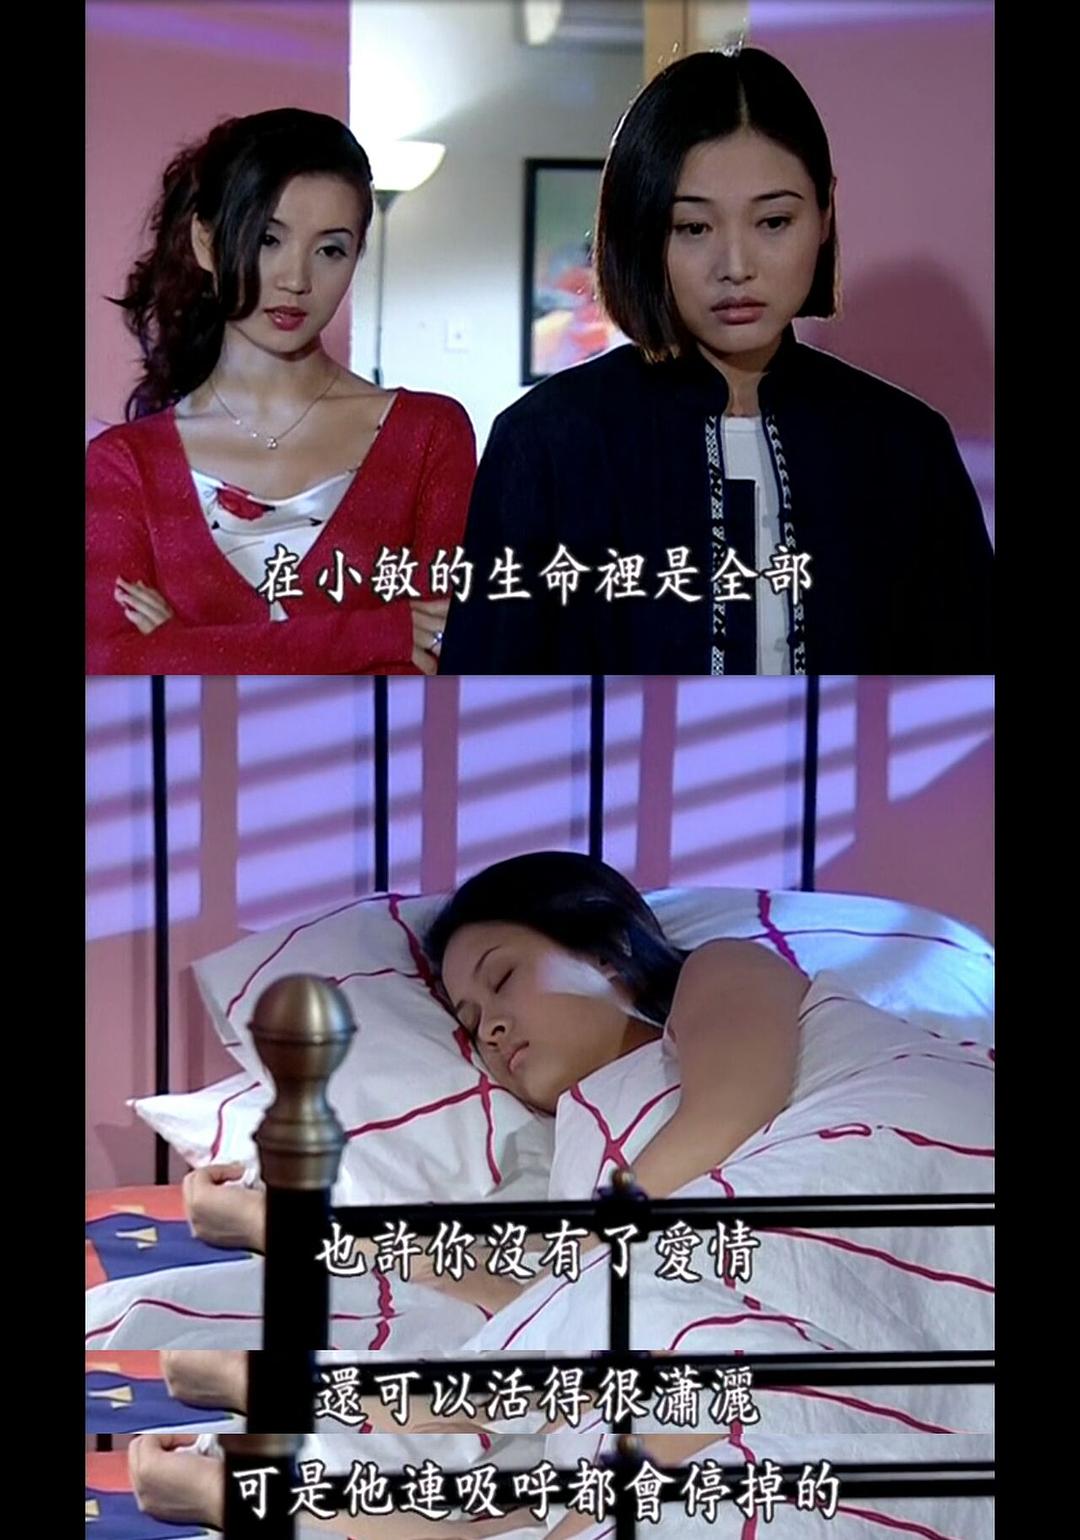 在小敏的生命裡是全部
也許你沒有了愛情
還可以活得很瀟灑
可是他連吸呼都會停掉的